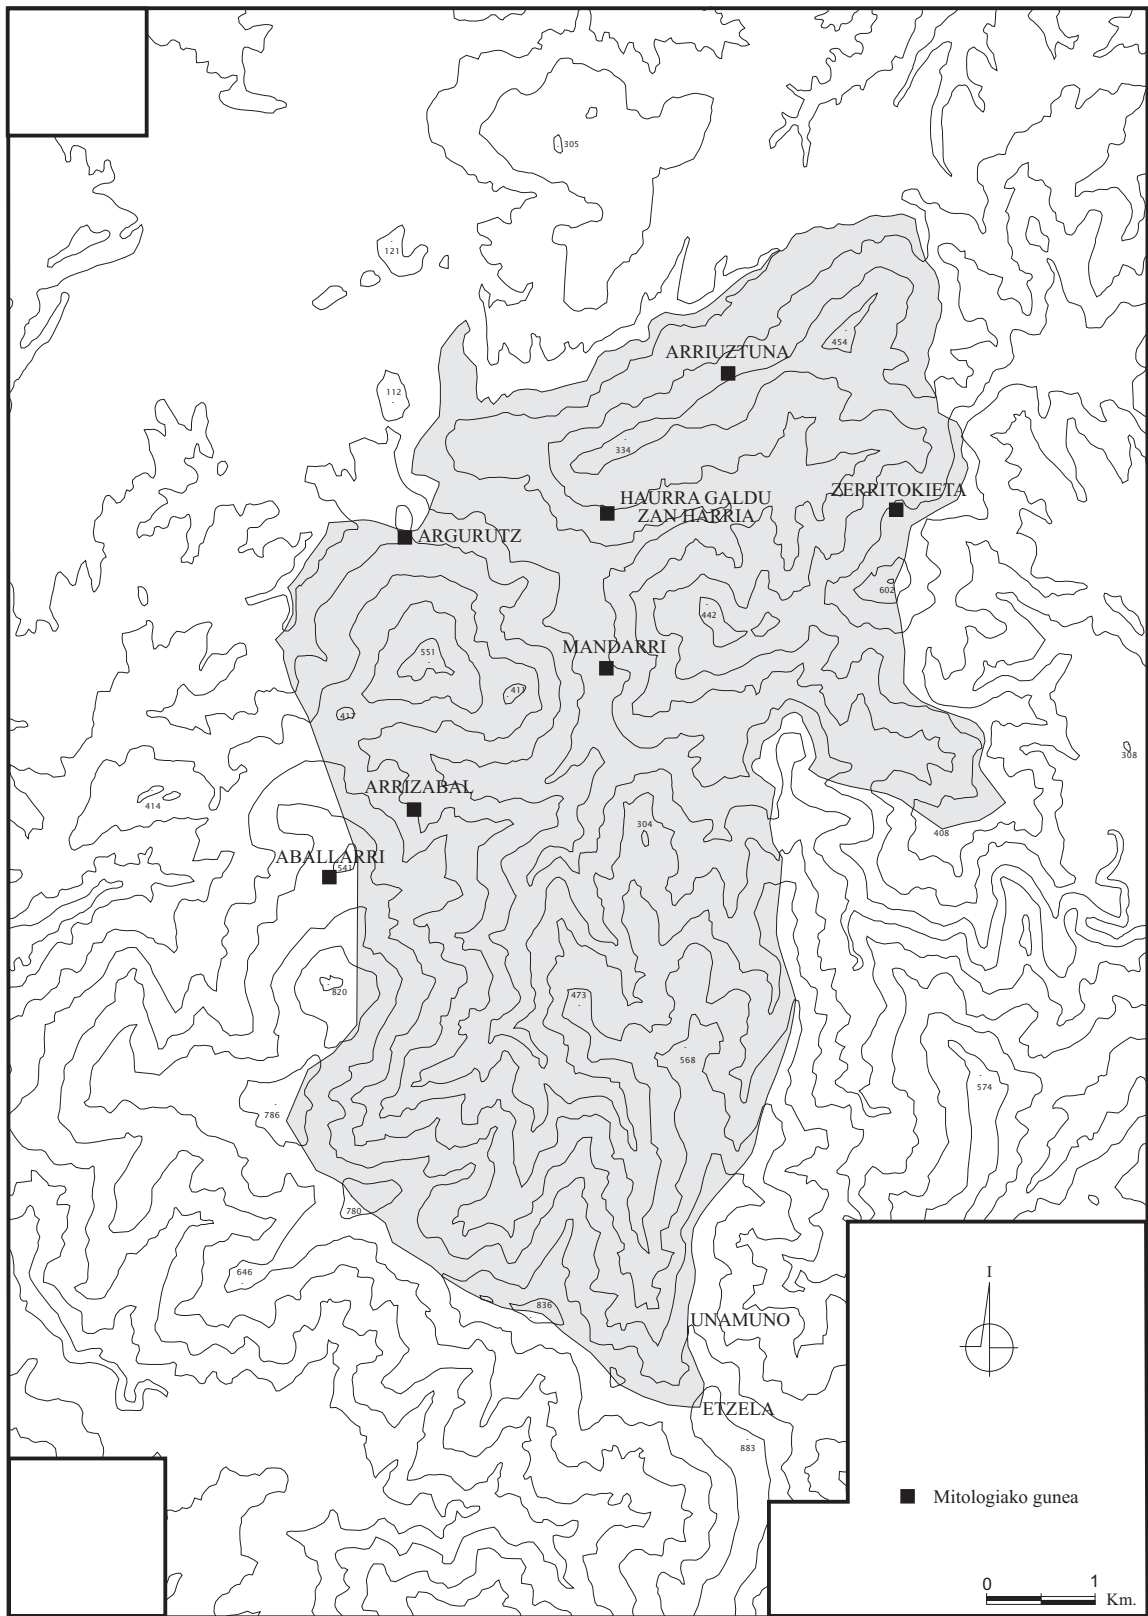 305
121
454
ARRIUZTUNA
112
334
ZERRITOKIETA
HAURRA GALDU
ZAN HARRIA
ARGURUTZ
602
442
MANDARRI
551
411
417
308
ARRIZABAL
414
304
408
ABALLARRI
541
820
473
568
574
786
780
646
I
836
UNAMUNO
ETZELA
883
Mitologiako gunea
0 1
Km.